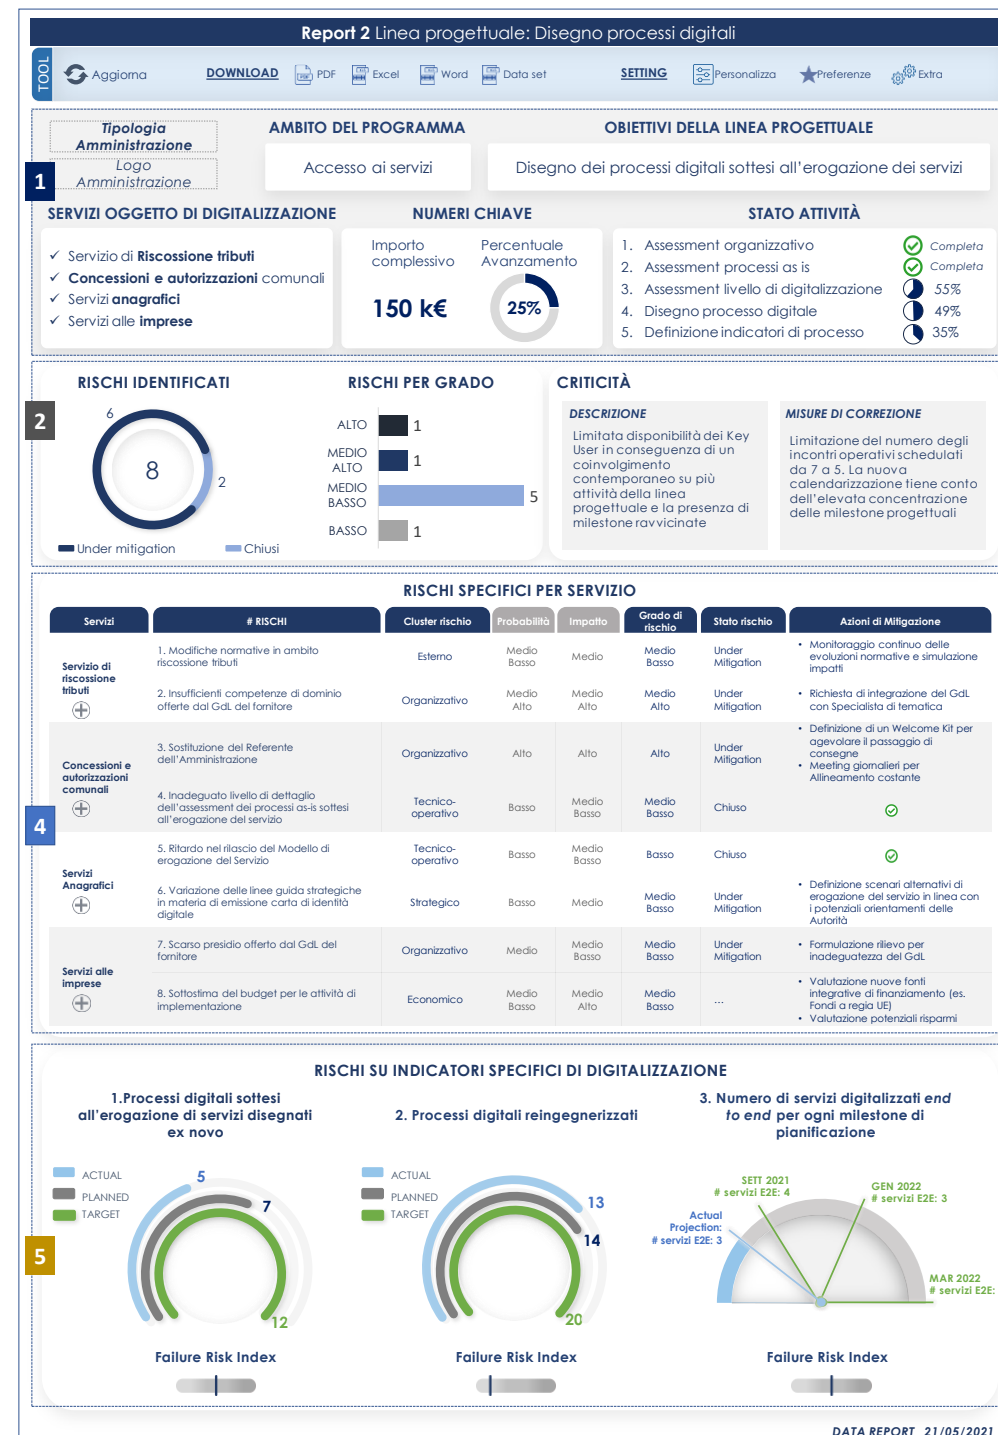 Report 2 Linea progettuale: Disegno processi digitali
TOOL
Aggiorna
DOWNLOAD
PDF
Excel
Word
Data set
SETTING
Personalizza
Preferenze
Extra
1
Tipologia
Amministrazione
Logo
Amministrazione
AMBITO DEL PROGRAMMA
Accesso ai servizi
OBIETTIVI DELLA LINEA PROGETTUALE
Disegno dei processi digitali sottesi all'erogazione dei servizi
SERVIZI OGGETTO DI DIGITALIZZAZIONE
✓ Servizio di Riscossione tributi
✓ Concessioni e autorizzazioni comunali
✓ Servizi anagrafici
✓ Servizi alle imprese
NUMERI CHIAVE
Importo
complessivo
150 k€
Percentuale
Avanzamento
25%
STATO ATTIVITÀ
1. Assessment organizzativo Completa
2. Assessment processi as is Completa
3. Assessment livello di digitalizzazione 55%
4. Disegno processo digitale 49%
5. Definizione indicatori di processo 35%
2
RISCHI IDENTIFICATI
6
8
2
Under mitigation
Chiusi
RISCHI PER GRADO
ALTO 1
MEDIO
ALTO 1
MEDIO
BASSO 5
BASSO 1
CRITICITÀ
DESCRIZIONE
Limitata disponibilità dei Key
User in conseguenza di un
coinvolgimento
contemporaneo su più
attività della linea
progettuale e la presenza di
milestone ravvicinate
MISURE DI CORREZIONE
Limitazione del numero degli
incontri operativi schedulati
da 7 a 5. La nuova
calendarizzazione tiene conto
dell'elevata concentrazione
delle milestone progettuali
4
RISCHI SPECIFICI PER SERVIZIO
Servizi
# RISCHI
Cluster rischio
Probabilità
Impatto
Grado di
rischio
Stato rischio
Azioni di Mitigazione
Servizio di
riscossione
tributi
1. Modifiche normative in ambito
riscossione tributi
Esterno
Medio
Basso
Medio
Medio
Basso
Under
Mitigation
• Monitoraggio continuo delle
evoluzioni normative e simulazione
impatti
2. Insufficienti competenze di dominio
offerte dal GdL del fornitore
Organizzativo
Medio
Alto
Medio
Alto
Medio
Alto
Under
Mitigation
• Richiesta di integrazione del GdL
con Specialista di tematica
Concessioni e
autorizzazioni
comunali
3. Sostituzione del Referente
dell'Amministrazione
Organizzativo
Alto
Alto
Alto
Under
Mitigation
• Definizione di un Welcome Kit per
agevolare il passaggio di
consegne
• Meeting giornalieri per
Allineamento costante
4. Inadeguato livello di dettaglio
dell'assessment dei processi as-is sottesi
all'erogazione del servizio
Tecnico-
operativo
Basso
Medio
Basso
Medio
Basso
Chiuso
Servizi
Anagrafici
5. Ritardo nel rilascio del Modello di
erogazione del Servizio
Tecnico-
operativo
Basso
Medio
Basso
Basso
Chiuso
6. Variazione delle linee guida strategiche
in materia di emissione carta di identità
digitale
Strategico
Basso
Medio
Medio
Basso
Under
Mitigation
• Definizione scenari alternativi di
erogazione del servizio in linea con
i potenziali orientamenti delle
Autorità
Servizi alle
imprese
7. Scarso presidio offerto dal GdL del
fornitore
Organizzativo
Medio
Medio
Basso
Medio
Basso
Under
Mitigation
• Formulazione rilievo per
inadeguatezza del GdL
8. Sottostima del budget per le attività di
implementazione
Economico
Medio
Basso
Medio
Alto
Medio
Basso
...
• Valutazione nuove fonti
integrative di finanziamento (es.
Fondi a regia UE)
• Valutazione potenziali risparmi
5
RISCHI SU INDICATORI SPECIFICI DI DIGITALIZZAZIONE
1.Processi digitali sottesi
all'erogazione di servizi disegnati
ex novo
ACTUAL
PLANNED
TARGET
5
7
12
Failure Risk Index
2. Processi digitali reingegnerizzati
ACTUAL
PLANNED
TARGET
13
14
20
Failure Risk Index
3. Numero di servizi digitalizzati end
to end per ogni milestone di
pianificazione
SETT 2021
# servizi E2E: 4
GEN 2022
# servizi E2E: 3
Actual
Projection:
# servizi E2E: 3
MAR 2022
# servizi E2E:
Failure Risk Index
DATA REPORT 21/05/2021